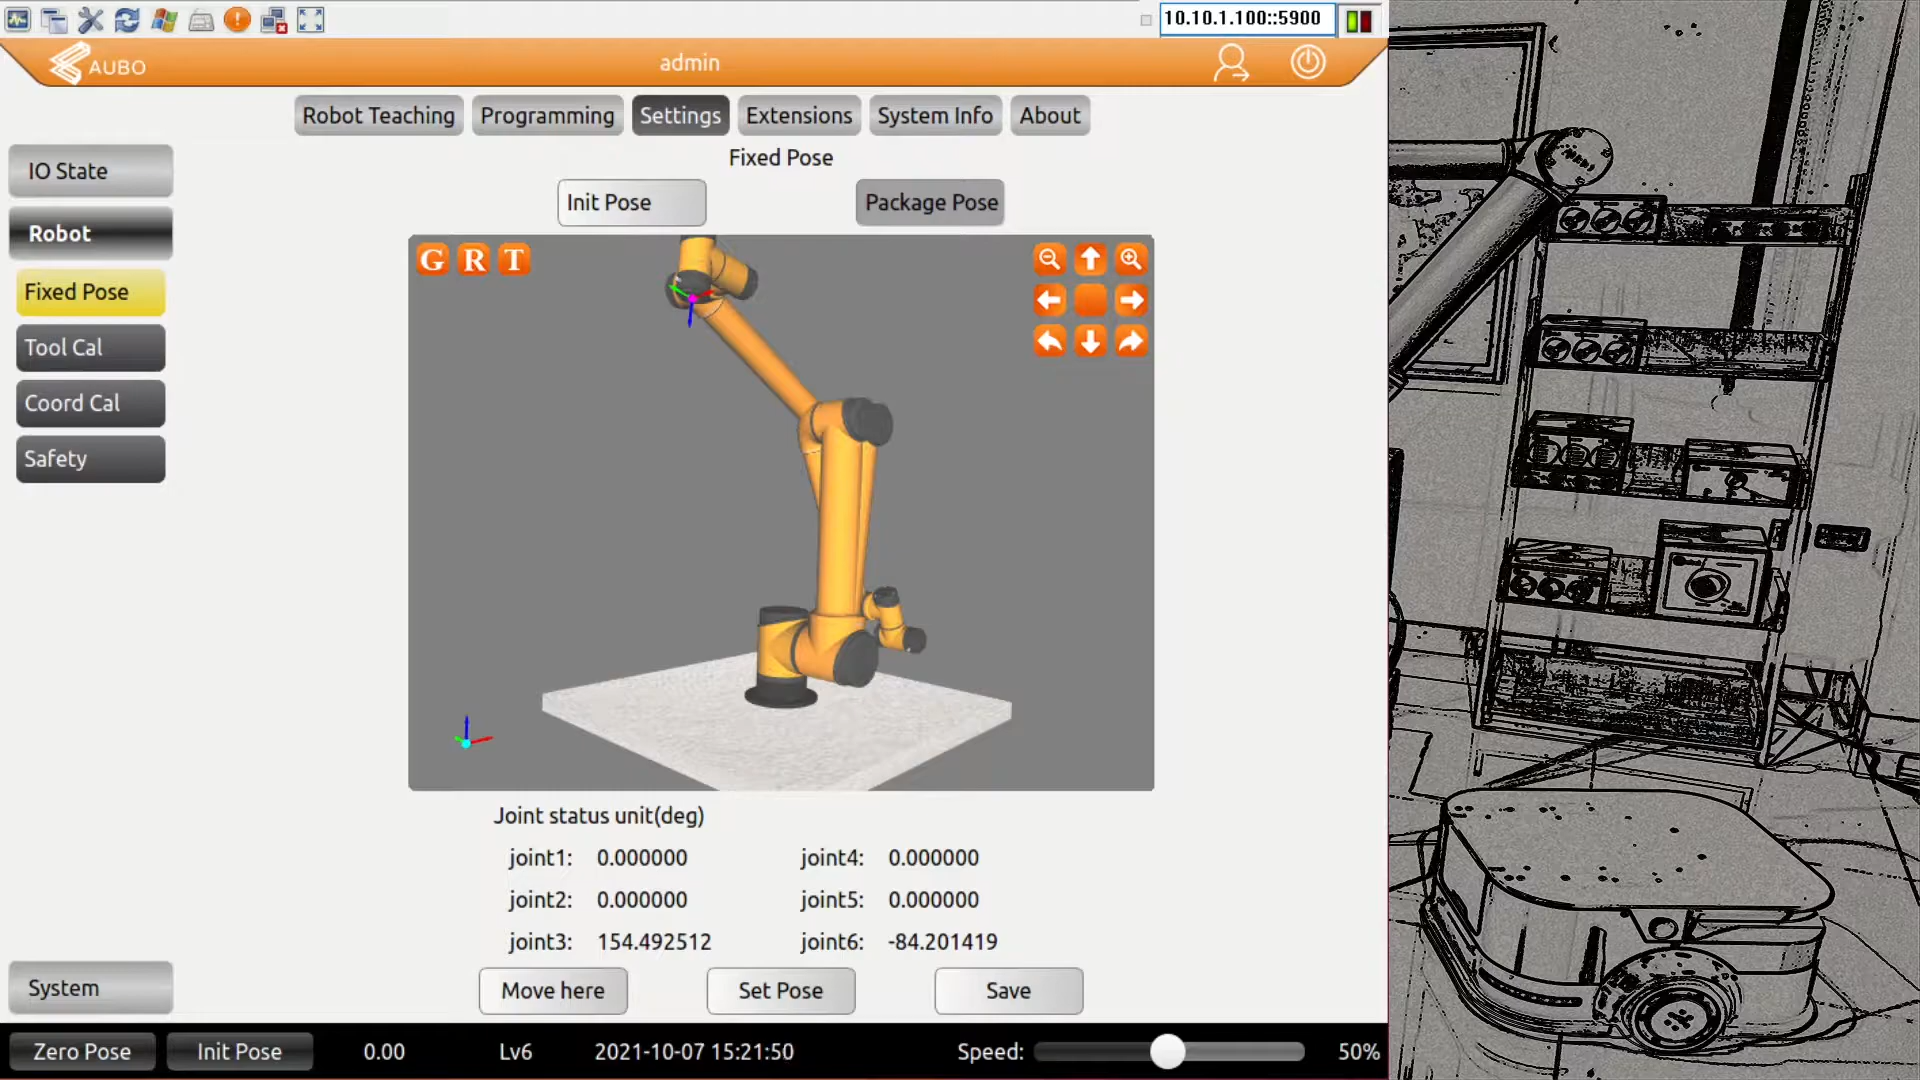 10.10.1.100::5900
AUBO
admin
Robot Teaching Programming Settings Extensions System Info About
IO State
Robot
Fixed Pose
Tool Cal
Coord Cal
Safety
System
Fixed Pose
Init Pose Package Pose
G R T
Joint status unit(deg)
joint1: 0.000000 joint4: 0.000000
joint2: 0.000000 joint5: 0.000000
joint3: 154.492512 joint6: -84.201419
Move here Set Pose Save
Zero Pose Init Pose 0.00 Lv6 2021-10-07 15:21:50 Speed: 50%